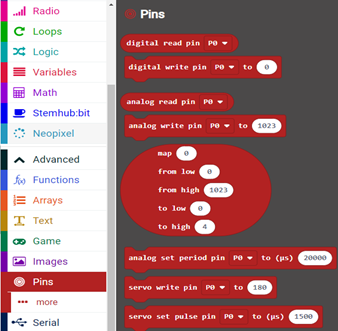 Radio
Loops
Logic
Variables
Math
Stemhub:bit
Neopixel
Advanced
Functions
Arrays
Text
Game
Images
Pins
more
Serial
Pins
digital read pin P0
digital write pin P0 to 0
analog read pin P0
analog write pin P0 to 1023
map 0
from low 0
from high 1023
to low 0
to high 4
analog set period pin P0 to (µs) 20000
servo write pin P0 to 180
servo set pulse pin P0 to (µs) 1500